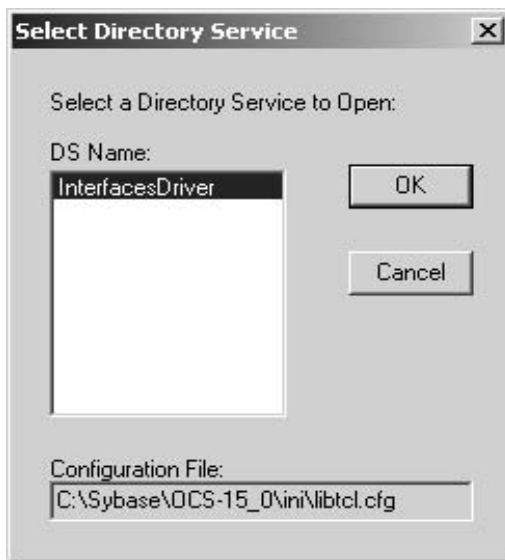 Select Directory Service
Select a Directory Service to Open:
DS Name:
InterfacesDriver
OK
Cancel
Configuration File:
C:\Sybase\OCS-15_0\ini\libtcl.cfg